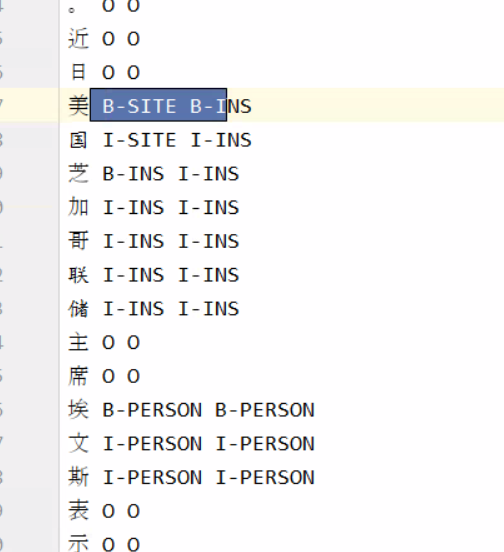 。 O O
近 O O
日 O O
美 B-SITE B-INS
国 I-SITE I-INS
芝 B-INS I-INS
加 I-INS I-INS
哥 I-INS I-INS
联 I-INS I-INS
储 I-INS I-INS
主 O O
席 O O
埃 B-PERSON B-PERSON
文 I-PERSON I-PERSON
斯 I-PERSON I-PERSON
表 O O
示 O O